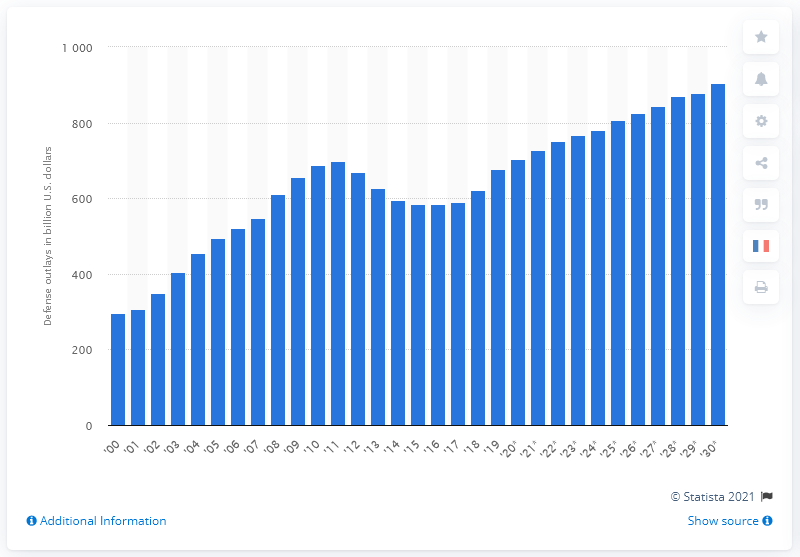 1 000
800
600
400
200
0
Defense outlays in billion U.S. dollars
'00 '01 '02 '03 '04 '05 '06 '07 '08 '09 '10 '11 '12 '13 '14 '15 '16 '17 '18 '19 '20* '21* '22* '23* '24* '25* '26* '27* '28* '29* '30*
© Statista 2021
Additional Information
Show source